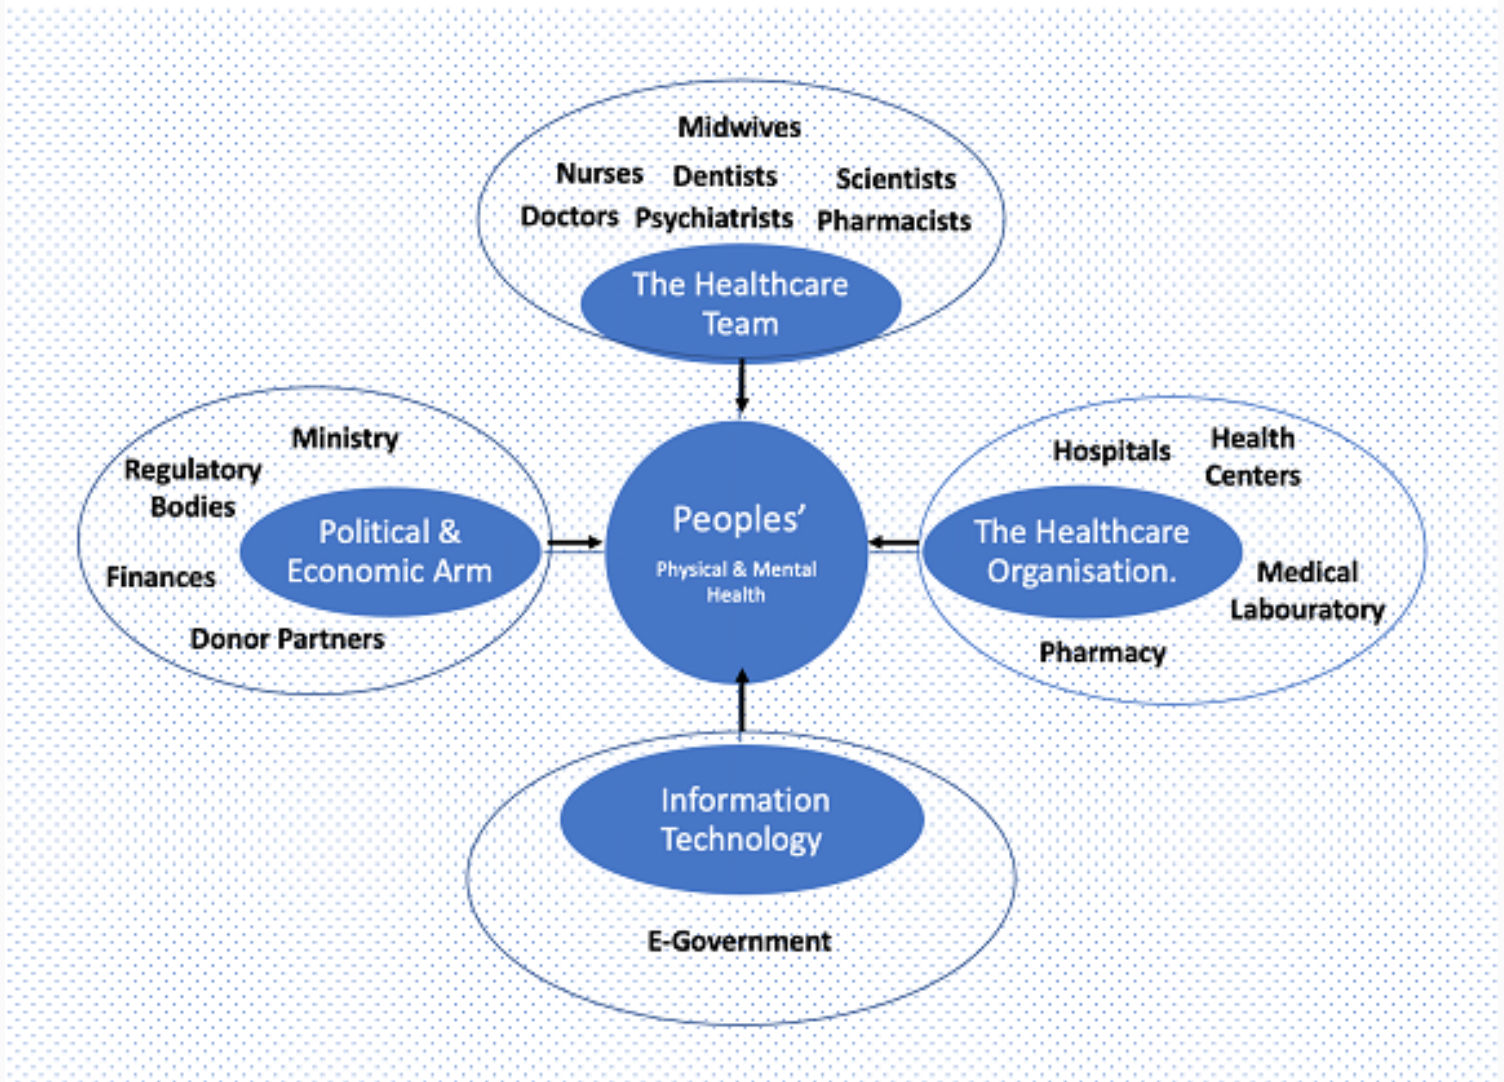 Midwives
Nurses Dentists Scientists
Doctors Psychiatrists Pharmacists
The Healthcare
Team
Ministry
Regulatory
Bodies
Political &
Economic Arm
Finances
Donor Partners
Peoples’
Physical & Mental
Health
Hospitals
Health
Centers
The Healthcare
Organisation.
Medical
Labouratory
Pharmacy
Information
Technology
E-Government